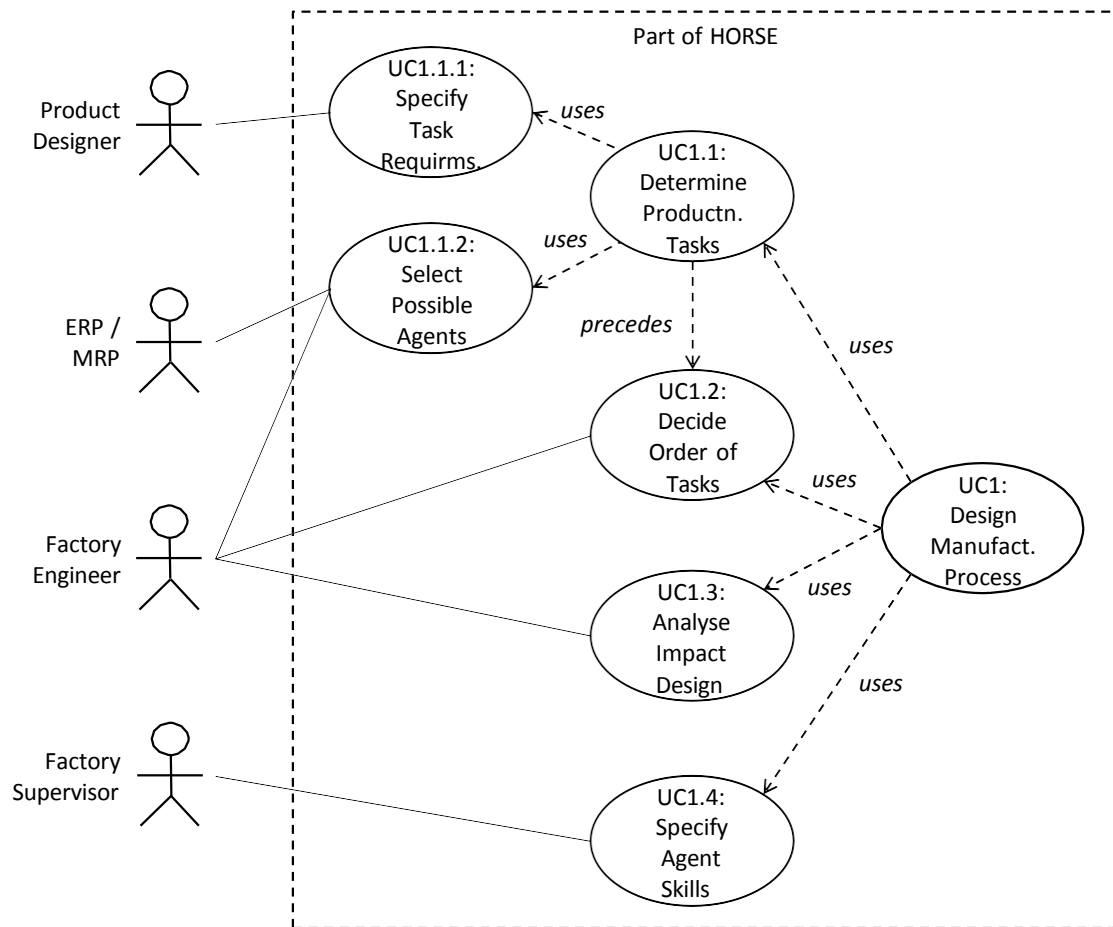 Part of HORSE
Product
Designer
UC1.1.1:
Specify
Task
Requirms.
uses
UC1.1:
Determine
Productn.
Tasks
UC1.1.2:
Select
Possible
Agents
uses
ERP /
MRP
precedes
uses
UC1.2:
Decide
Order of
Tasks
uses
UC1:
Design
Manufact.
Process
Factory
Engineer
uses
UC1.3:
Analyse
Impact
Design
uses
Factory
Supervisor
UC1.4:
Specify
Agent
Skills